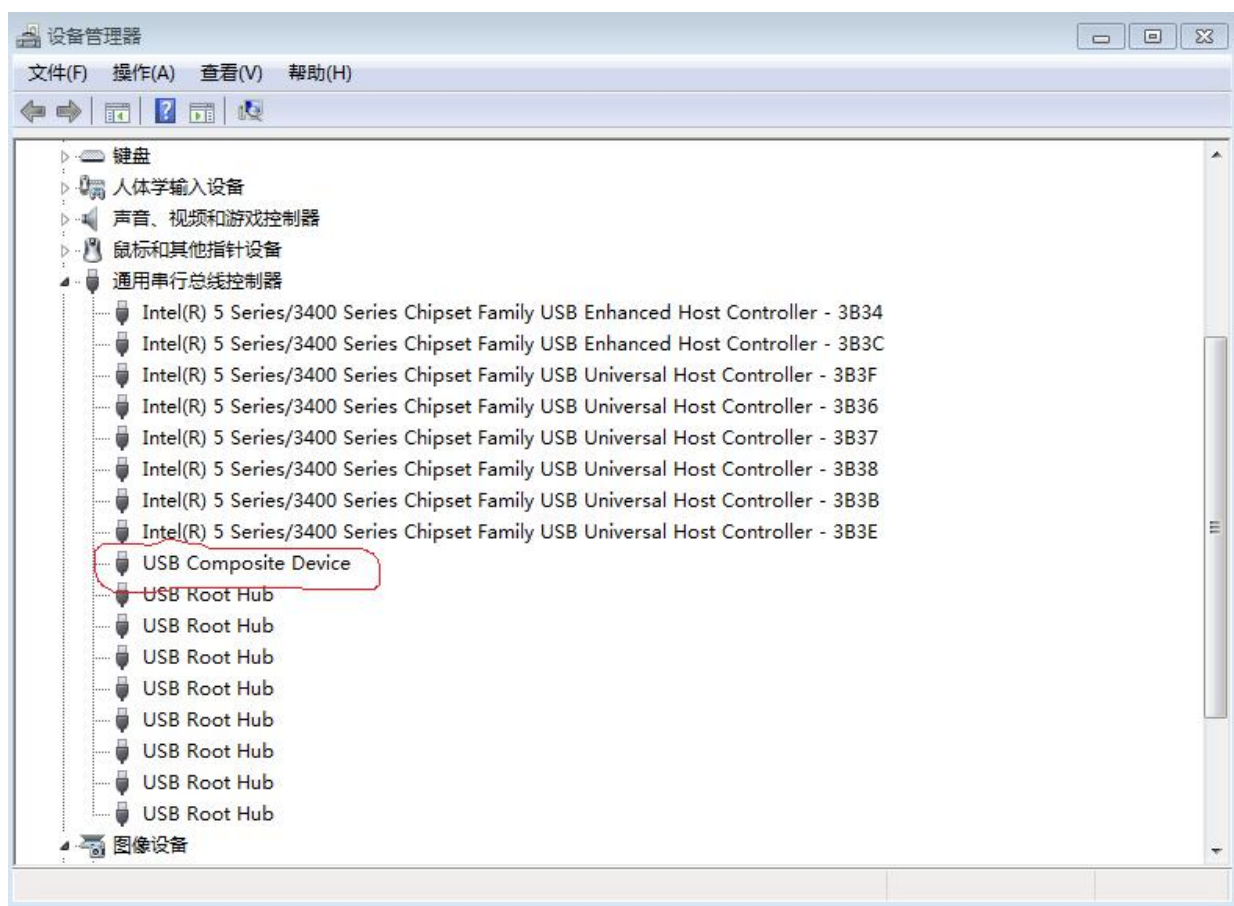 设备管理器
文件(F) 操作(A) 查看(V) 帮助(H)
键盘
人体学输入设备
声音、视频和游戏控制器
鼠标和其他指针设备
通用串行总线控制器
Intel(R) 5 Series/3400 Series Chipset Family USB Enhanced Host Controller - 3B34
Intel(R) 5 Series/3400 Series Chipset Family USB Enhanced Host Controller - 3B3C
Intel(R) 5 Series/3400 Series Chipset Family USB Universal Host Controller - 3B3F
Intel(R) 5 Series/3400 Series Chipset Family USB Universal Host Controller - 3B36
Intel(R) 5 Series/3400 Series Chipset Family USB Universal Host Controller - 3B37
Intel(R) 5 Series/3400 Series Chipset Family USB Universal Host Controller - 3B38
Intel(R) 5 Series/3400 Series Chipset Family USB Universal Host Controller - 3B3B
Intel(R) 5 Series/3400 Series Chipset Family USB Universal Host Controller - 3B3E
USB Composite Device
USB Root Hub
USB Root Hub
USB Root Hub
USB Root Hub
USB Root Hub
USB Root Hub
USB Root Hub
USB Root Hub
图像设备